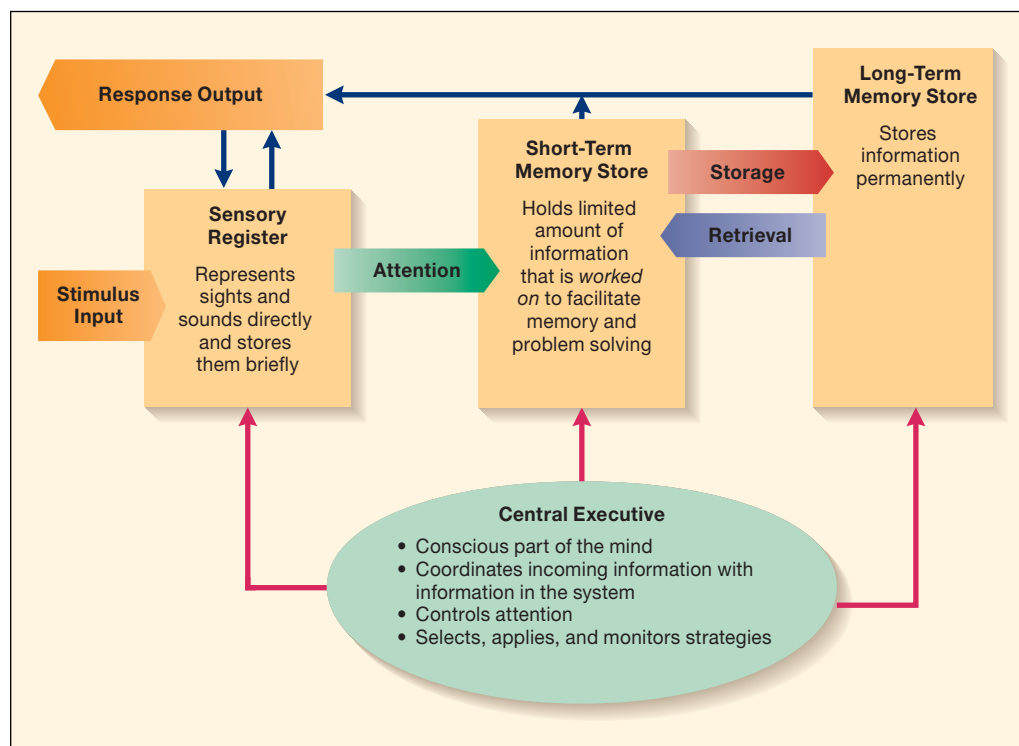 Response Output
Sensory
Register
Represents
sights and
sounds directly
and stores
them briefly
Stimulus
Input
Attention
Short-Term
Memory Store
Holds limited
amount of
information
that is worked
on to facilitate
memory and
problem solving
Storage
Retrieval
Long-Term
Memory Store
Stores
information
permanently
Central Executive
• Conscious part of the mind
• Coordinates incoming information with
information in the system
• Controls attention
• Selects, applies, and monitors strategies